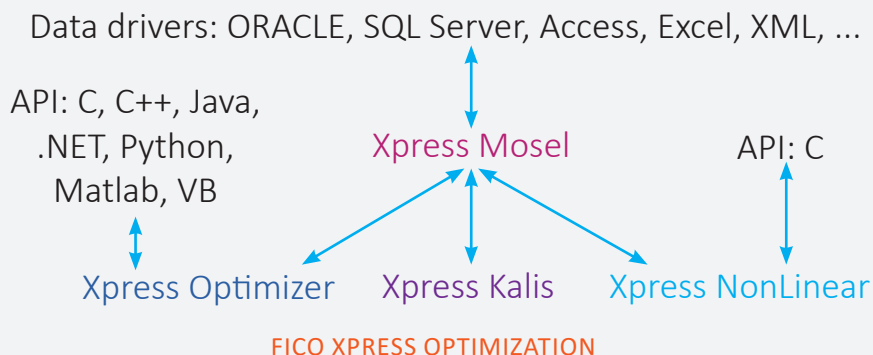 Data drivers: ORACLE, SQL Server, Access, Excel, XML, ...
API: C, C++, Java,
.NET, Python,
Matlab, VB
Xpress Mosel
API: C
Xpress Optimizer
Xpress Kalis
Xpress NonLinear
FICO XPRESS OPTIMIZATION